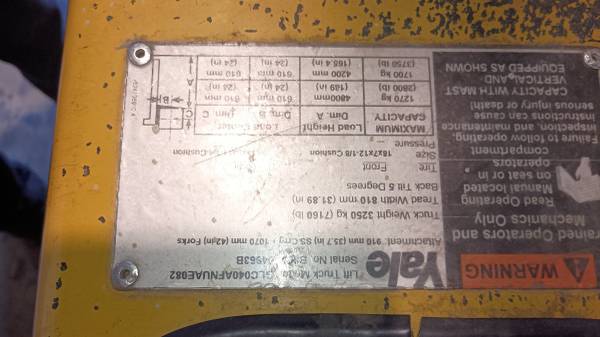 WARNING
Trained Operators and
Mechanics Only
Read Operating
Manual located
on seat or in
operators
compartment
Failure to follow operating,
inspection, and maintenance
instructions can cause
serious injury or death!
CAPACITY WITH MAST
VERTICAL AND
EQUIPPED AS SHOWN
Yale
Lift Truck Model GLC040AFNUAE082
Serial No.
Attachment 910 mm (35.7 in) SS Crrg - 1070 mm (42in) Forks
Truck Weight 3250 kg (7160 lb)
Tread Width 810 mm (31.89 in)
Back Tilt 5 Degrees
Tire Front
Size 18x7x12-1/8 Cushion Cushion
Pressure
MAXIMUM CAPACITY Load Height Dim. A Load Center Dim. B Dim. C
1270 kg 4800mm 610 mm 610 mm
(2800 lb) (189 in) (24 in) (24 in)
1700 kg 4200 mm 610 mm 610 mm
(3750 lb) (165.4 in) (24 in) (24 in)
A
B
C